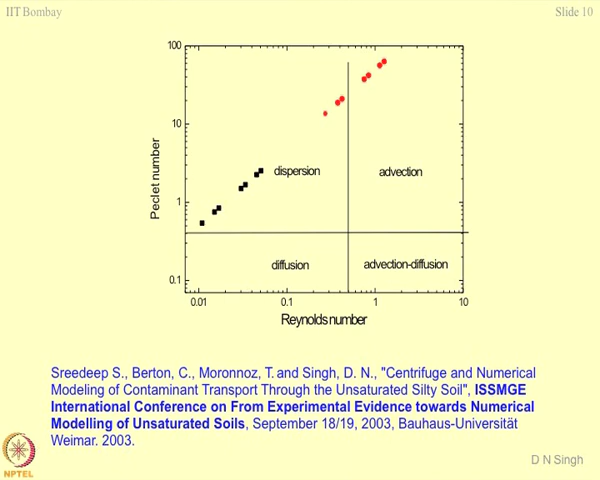 IIT Bombay
Slide 10
100
10
1
0.1
Peclet number
dispersion
advection
diffusion
advection-diffusion
0.01
0.1
1
10
Reynolds number
Sreedeep S., Berton, C., Moronnoz, T. and Singh, D. N., "Centrifuge and Numerical
Modeling of Contaminant Transport Through the Unsaturated Silty Soil", ISSMGE
International Conference on From Experimental Evidence towards Numerical
Modelling of Unsaturated Soils, September 18/19, 2003, Bauhaus-Universität
Weimar. 2003.
NPTEL
D N Singh